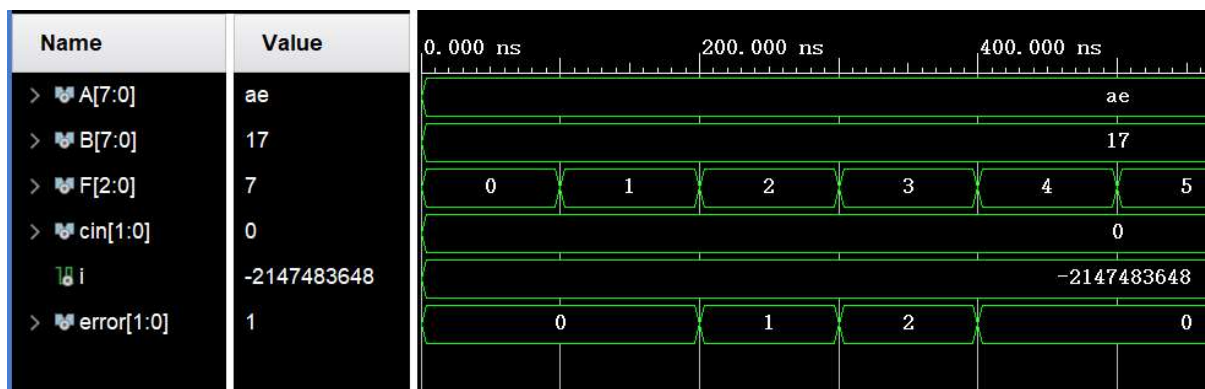 Name Value 0.000 ns 200.000 ns 400.000 ns
A[7:0] ae ae
B[7:0] 17 17
F[2:0] 7 0 1 2 3 4 5
cin[1:0] 0 0
i -2147483648 -2147483648
error[1:0] 1 0 1 2 0